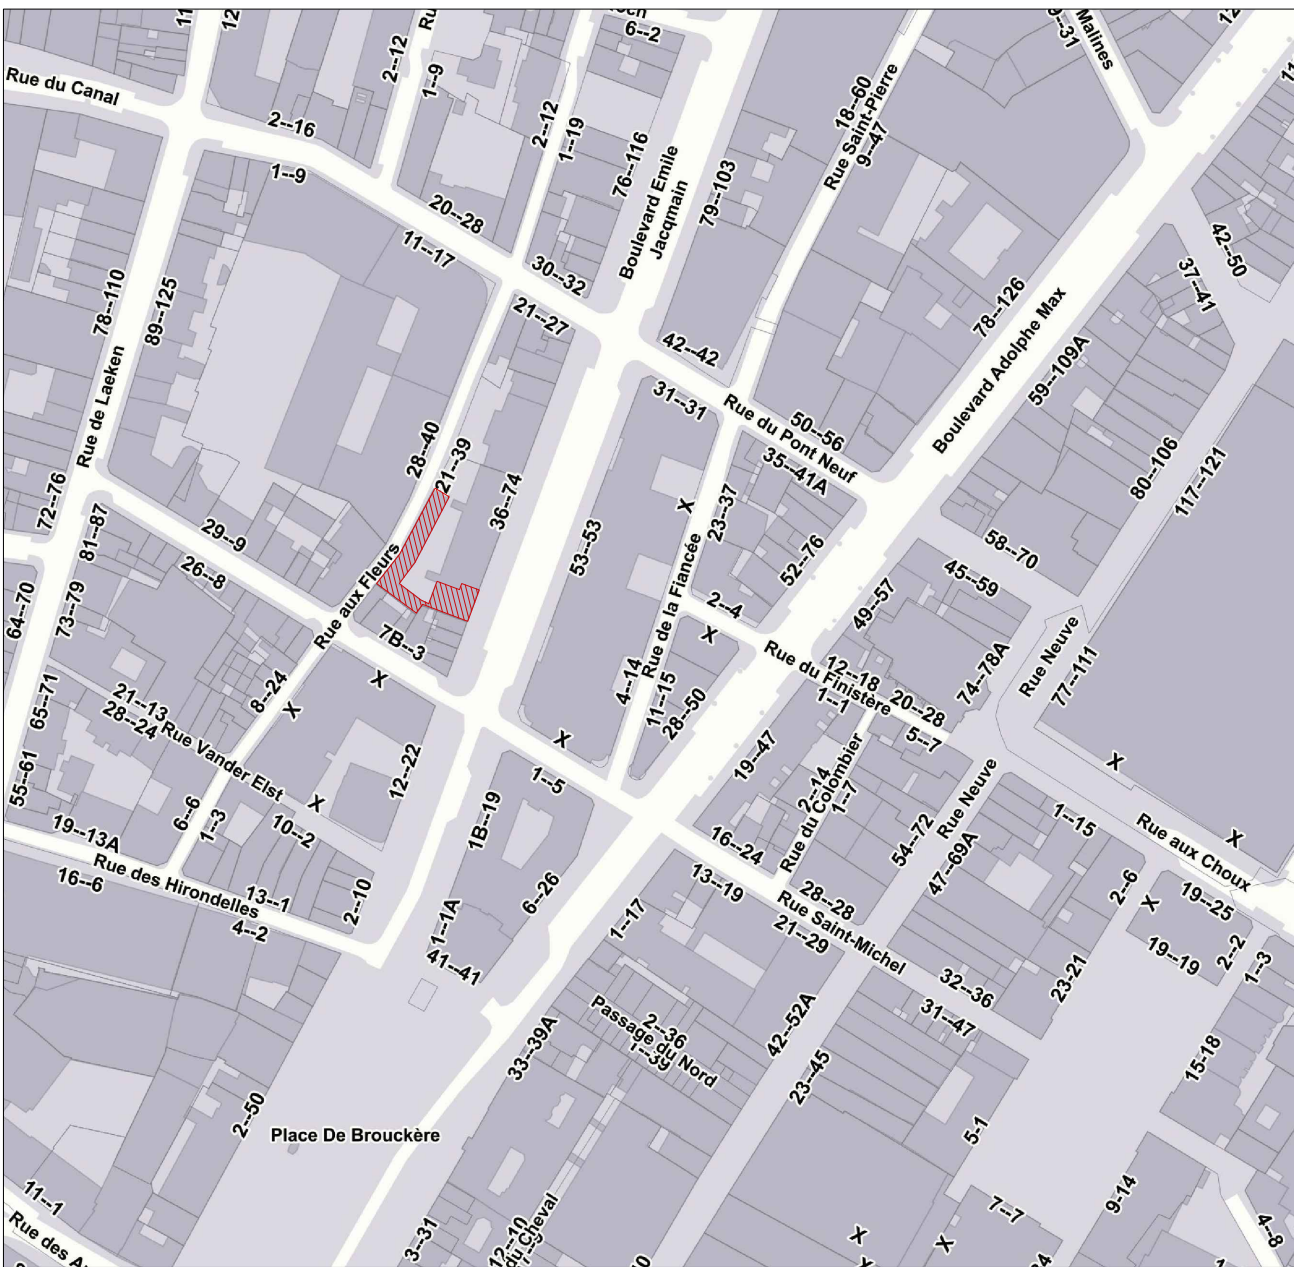 6--2
9--31
Malines
Rue du Canal
2--12
1--9
18--60
Rue Saint-Pierre
9--47
2--16
1--9
2--12
1--19
76--116
Boulevard Emile
Jacqmain
79--103
20--28
11--17
30--32
21--27
42--50
37--41
78--110
89--125
Rue de Laeken
78--126
Boulevard Adolphe Max
59--109A
42--42
31--31
Rue du Pont Neuf
50--56
35--41A
28--40
21--39
36--74
80--106
117--121
72--76
81--87
29--9
26--8
53--53
X
23--37
Rue de la Fiancée
52--76
58--70
45--59
49--57
64--70
73--79
Rue aux Fleurs
7B--3
X
2--4
X
Rue du Finistère
12--18
1--1
20--28
5--7
74--78A
Rue Neuve
77--111
65--71
21--13
28--24
Rue Vander Elst
8--24
X
4--14
11--15
28--50
19--47
55--61
6--6
1--3
X
10--2
12--22
1B--19
X
1--5
2--14
1--7
Rue du Colombier
54--72
Rue Neuve
47--69A
X
1--15
Rue aux Choux
X
19--13A
Rue des Hirondelles
16--6
13--1
4--2
2--10
1--1A
41--41
6--26
16--24
13--19
28--28
Rue Saint-Michel
21--29
2--6
X
19--25
19--19
2--2
1--3
1--17
32--36
31--47
23-21
33--39A
2--36
Passage du Nord
1--39
42--52A
23--45
15-18
2--50
Place De Brouckère
5-1
11--1
3--31
12--10
7--7
9-14
4--8
X
X